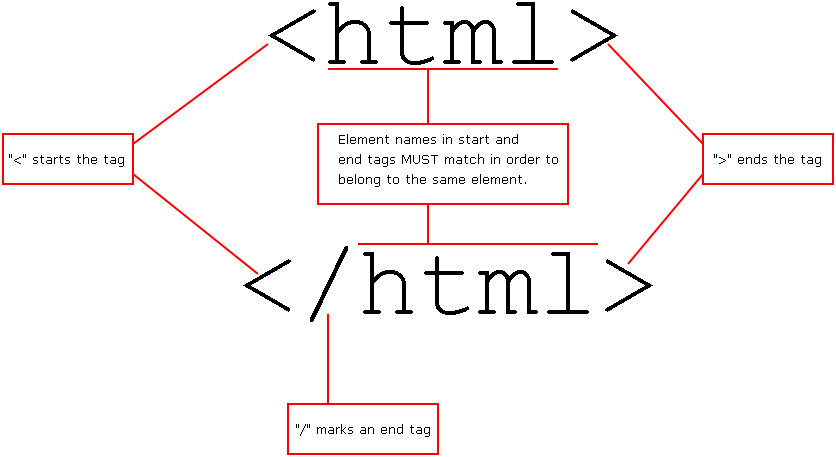 <html>
Element names in start and
end tags MUST match in order to
belong to the same element.
"<" starts the tag
">" ends the tag
</html>
"/" marks an end tag